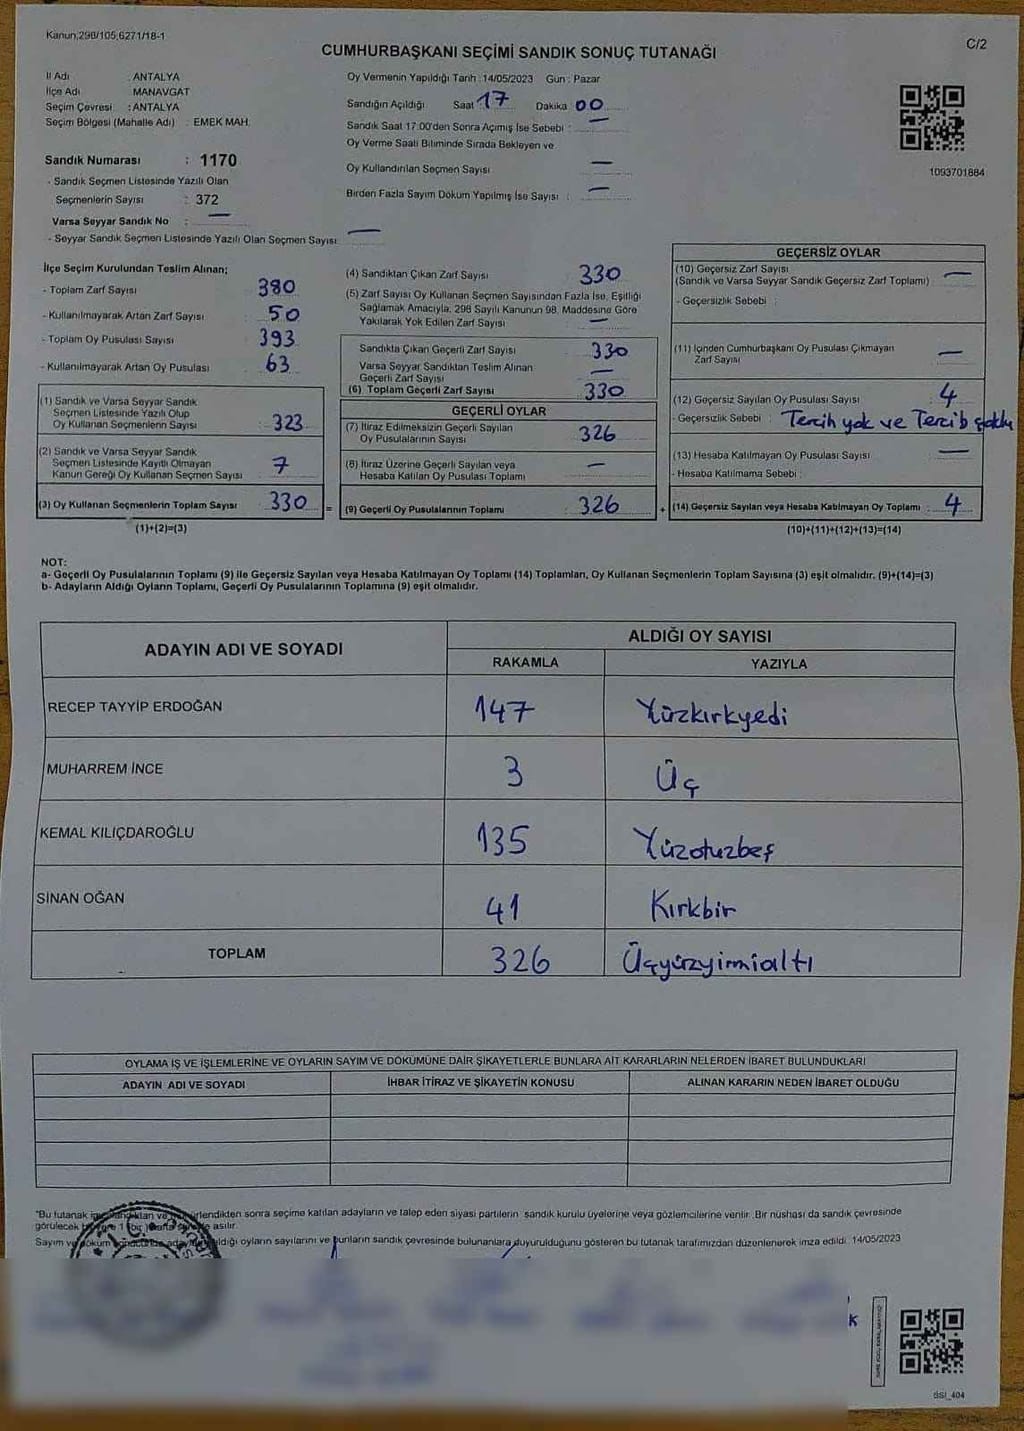 Kanun;298/105,6271/18-1
C/2
CUMHURBAŞKANI SEÇİMİ SANDIK SONUÇ TUTANAĞI
İl Adı : ANTALYA
İlçe Adı : MANAVGAT
Seçim Çevresi : ANTALYA
Seçim Bölgesi (Mahalle Adı) : EMEK MAH.
Sandık Numarası : 1170
- Sandık Seçmen Listesinde Yazılı Olan
Seçmenlerin Sayısı : 372
Varsa Seyyar Sandık No : —
- Seyyar Sandık Seçmen Listesinde Yazılı Olan Seçmen Sayısı: —
Oy Vermenin Yapıldığı Tarih :14/05/2023 Gün : Pazar
Sandığın Açıldığı Saat 17 Dakika 00
Sandık Saat 17:00'den Sonra Açımış İse Sebebi : —
Oy Verme Saati Bitiminde Sırada Bekleyen ve
Oy Kullandırılan Seçmen Sayısı —
Birden Fazla Sayım Döküm Yapılmış İse Sayısı : —
1093701884
İlçe Seçim Kurulundan Teslim Alınan;
- Toplam Zarf Sayısı 380
- Kullanılmayarak Artan Zarf Sayısı 50
- Toplam Oy Pusulası Sayısı 393
- Kullanılmayarak Artan Oy Pusulası 63
(1) Sandık ve Varsa Seyyar Sandık
Seçmen Listesinde Yazılı Olup
Oy Kullanan Seçmenlerin Sayısı : 323
(2) Sandık ve Varsa Seyyar Sandık
Seçmen Listesinde Kayıtlı Olmayan
Kanun Gereği Oy Kullanan Seçmen Sayısı 7
(3) Oy Kullanan Seçmenlerin Toplam Sayısı : 330 =
(1)+(2)=(3)
(4) Sandıktan Çıkan Zarf Sayısı 330
(5) Zarf Sayısı Oy Kullanan Seçmen Sayısından Fazla İse, Eşitliği
Sağlamak Amacıyla, 298 Sayılı Kanunun 98. Maddesine Göre
Yakılarak Yok Edilen Zarf Sayısı —
Sandıkta Çıkan Geçerli Zarf Sayısı 330
Varsa Seyyar Sandıktan Teslim Alınan
Geçerli Zarf Sayısı —
(6) Toplam Geçerli Zarf Sayısı 330
GEÇERLİ OYLAR
(7) İtiraz Edilmeksizin Geçerli Sayılan
Oy Pusulalarının Sayısı 326
(8) İtiraz Üzerine Geçerli Sayılan veya
Hesaba Katılan Oy Pusulası Toplamı —
(9) Geçerli Oy Pusulalarının Toplamı : 326 +
GEÇERSİZ OYLAR
(10) Geçersiz Zarf Sayısı
(Sandık ve Varsa Seyyar Sandık Geçersiz Zarf Toplamı) : —
- Geçersizlik Sebebi :
(11) İçinden Cumhurbaşkanı Oy Pusulası Çıkmayan
Zarf Sayısı —
(12) Geçersiz Sayılan Oy Pusulası Sayısı : 4
- Geçersizlik Sebebi : Tercih yok ve Tercib çoklu
(13) Hesaba Katılmayan Oy Pusulası Sayısı : —
- Hesaba Katılmama Sebebi :
(14) Geçersiz Sayılan veya Hesaba Katılmayan Oy Toplamı : 4
(10)+(11)+(12)+(13)=(14)
NOT:
a- Geçerli Oy Pusulalarının Toplamı (9) ile Geçersiz Sayılan veya Hesaba Katılmayan Oy Toplamı (14) Toplamları, Oy Kullanan Seçmenlerin Toplam Sayısına (3) eşit olmalıdır. (9)+(14)=(3)
b- Adayların Aldığı Oyların Toplamı, Geçerli Oy Pusulalarının Toplamına (9) eşit olmalıdır.
ADAYIN ADI VE SOYADI
ALDIĞI OY SAYISI
RAKAMLA YAZIYLA
RECEP TAYYİP ERDOĞAN 147 Yüzkırkyedi
MUHARREM İNCE 3 Üç
KEMAL KILIÇDAROĞLU 135 Yüzotuzbeş
SİNAN OĞAN 41 Kırkbir
TOPLAM 326 Üçyüzyirmialtı
OYLAMA İŞ VE İŞLEMLERİNE VE OYLARIN SAYIM VE DÖKÜMÜNE DAİR ŞİKAYETLERLE BUNLARA AİT KARARLARIN NELERDEN İBARET BULUNDUKLARI
ADAYIN ADI VE SOYADI İHBAR İTİRAZ VE ŞİKAYETİN KONUSU ALINAN KARARIN NEDEN İBARET OLDUĞU
"Bu tutanak sonra seçime katılan adayların ve talep eden siyasi partilerin sandık kurulu üyelerine veya gözlemcilerine verilir. Bir nüshası da sandık çevresinde
görülecek bir yere 1 (bir) hafta süreyle asılır.
Sayım ve döküm aldığı oyların sayılarını ve bunların sandık çevresinde bulunanlara duyurulduğunu gösteren bu tutanak tarafımızdan düzenlenerek imza edildi. 14/05/2023
dSİ_404